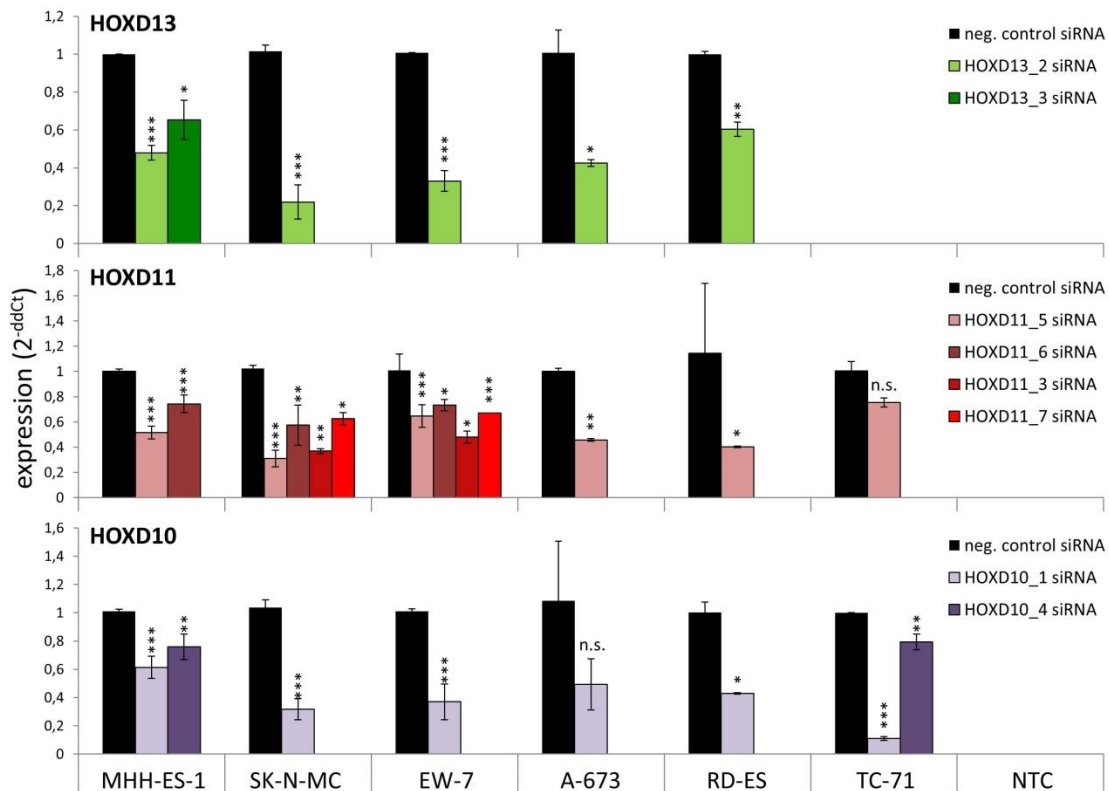 HOXD13
1,2
1
0,8
0,6
0,4
0,2
0
*** * *** *** * **
neg. control siRNA
HOXD13_2 siRNA
HOXD13_3 siRNA
expression (2^-ddCt)
HOXD11
1,8
1,6
1,4
1,2
1
0,8
0,6
0,4
0,2
0
*** *** *** ** ** * *** * * *** ** * n.s.
neg. control siRNA
HOXD11_5 siRNA
HOXD11_6 siRNA
HOXD11_3 siRNA
HOXD11_7 siRNA
HOXD10
1,6
1,4
1,2
1
0,8
0,6
0,4
0,2
0
*** ** *** *** n.s. * *** **
neg. control siRNA
HOXD10_1 siRNA
HOXD10_4 siRNA
MHH-ES-1 SK-N-MC EW-7 A-673 RD-ES TC-71 NTC